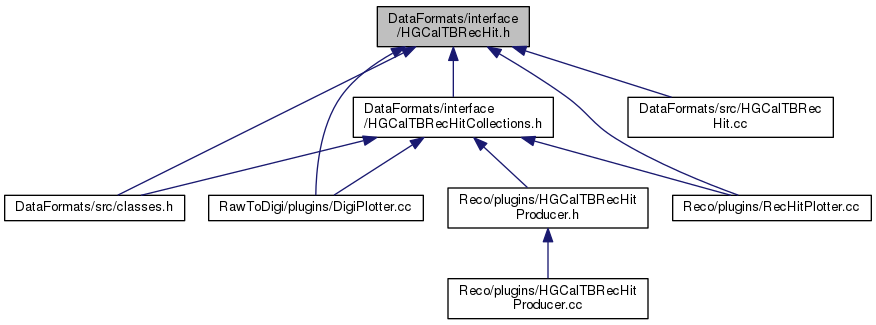 DataFormats/interface
/HGCalTBRecHit.h
DataFormats/interface
/HGCalTBRecHitCollections.h
DataFormats/src/HGCalTBRec
Hit.cc
DataFormats/src/classes.h
RawToDigi/plugins/DigiPlotter.cc
Reco/plugins/HGCalTBRecHit
Producer.h
Reco/plugins/RecHitPlotter.cc
Reco/plugins/HGCalTBRecHit
Producer.cc